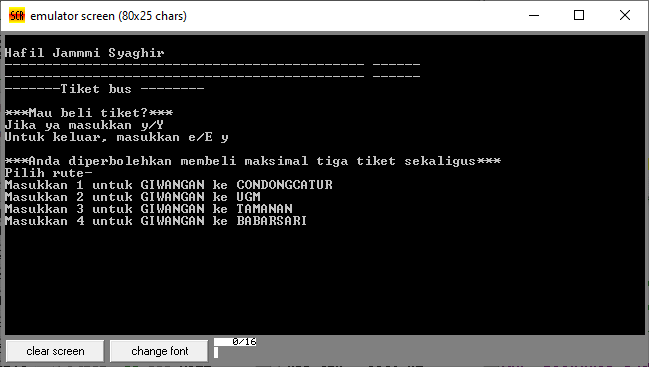 emulator screen (80x25 chars)
Hafil Jammmi Syaghir
--------------------------------------------- ------
--------------------------------------------- ------
-------Tiket bus --------
***Mau beli tiket?***
Jika ya masukkan y/Y
Untuk keluar, masukkan e/E y
***Anda diperbolehkan membeli maksimal tiga tiket sekaligus***
Pilih rute-
Masukkan 1 untuk GIWANGAN ke CONDONGCATUR
Masukkan 2 untuk GIWANGAN ke UGM
Masukkan 3 untuk GIWANGAN ke TAMANAN
Masukkan 4 untuk GIWANGAN ke BABARSARI
clear screen change font 0/16